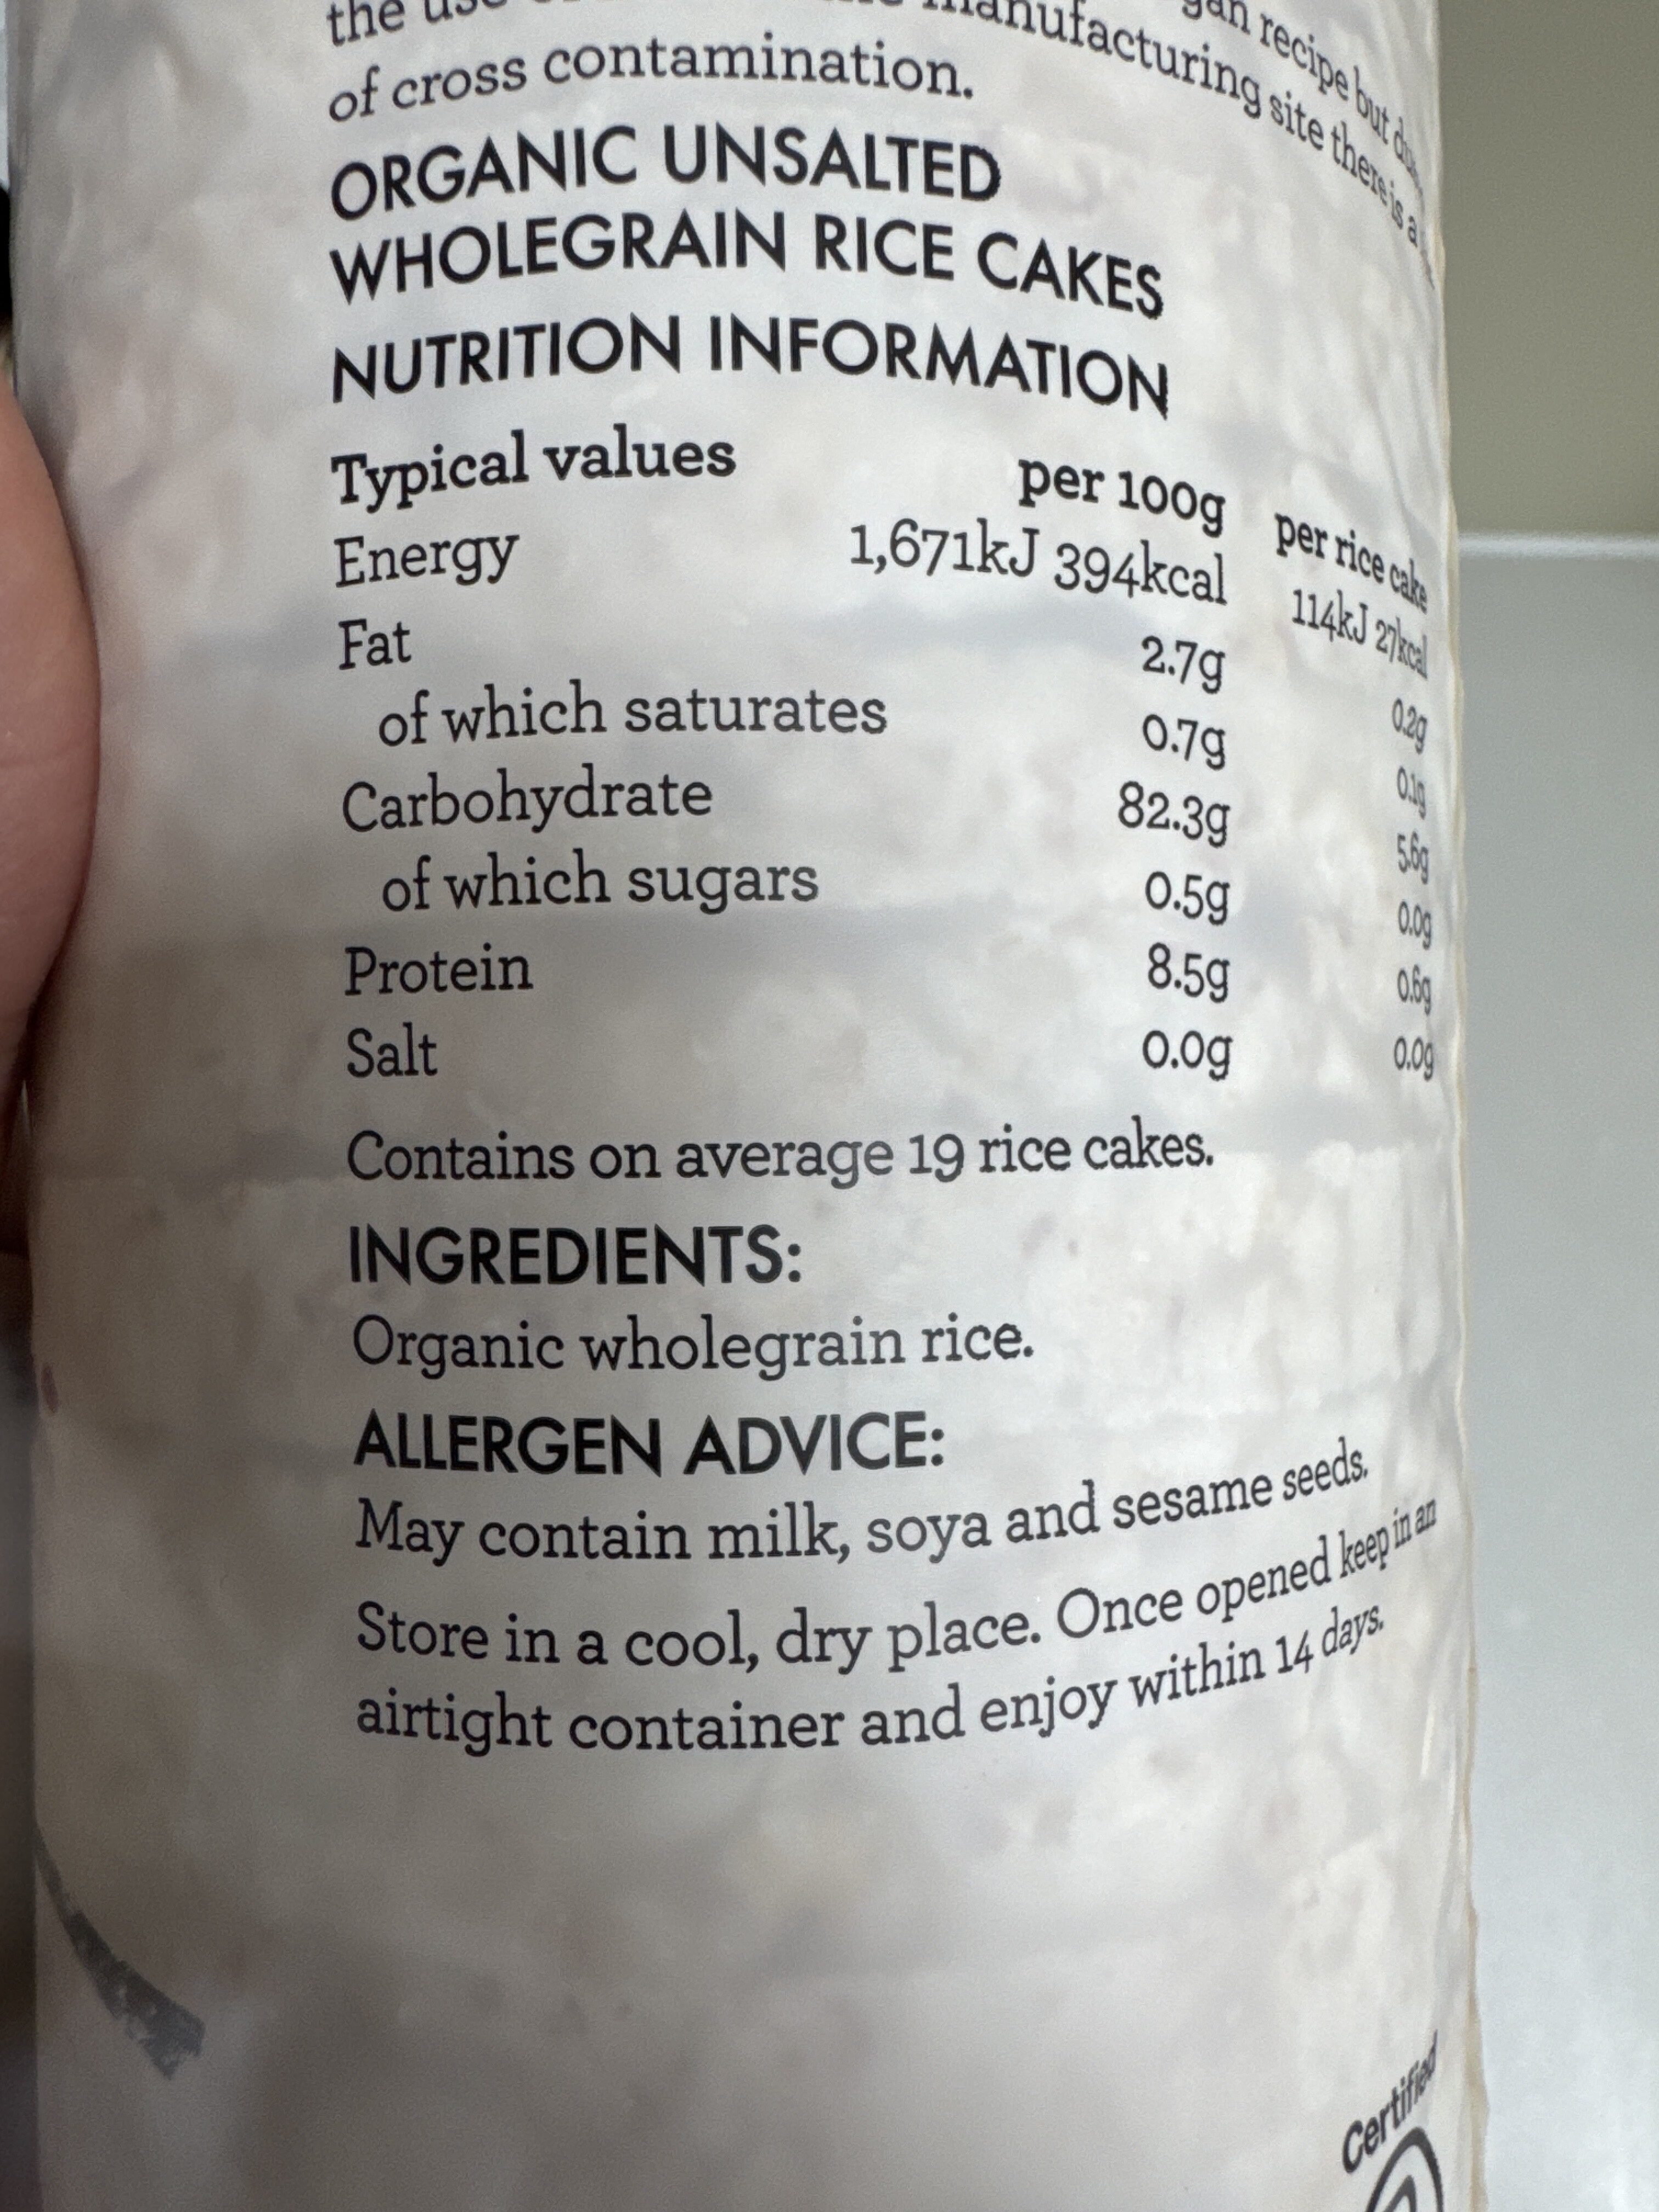 the use manufacturing site there is a
recipe but
of cross contamination.
ORGANIC UNSALTED
WHOLEGRAIN RICE CAKES
NUTRITION INFORMATION
Typical values per 100g per rice cake
Energy 1,671kJ 394kcal 114kJ 27kcal
Fat 2.7g 0.2g
of which saturates 0.7g 0.1g
Carbohydrate 82.3g 5.6g
of which sugars 0.5g 0.0g
Protein 8.5g 0.6g
Salt 0.0g 0.0g
Contains on average 19 rice cakes.
INGREDIENTS:
Organic wholegrain rice.
ALLERGEN ADVICE:
May contain milk, soya and sesame seeds.
Store in a cool, dry place. Once opened keep in an
airtight container and enjoy within 14 days.
Certified